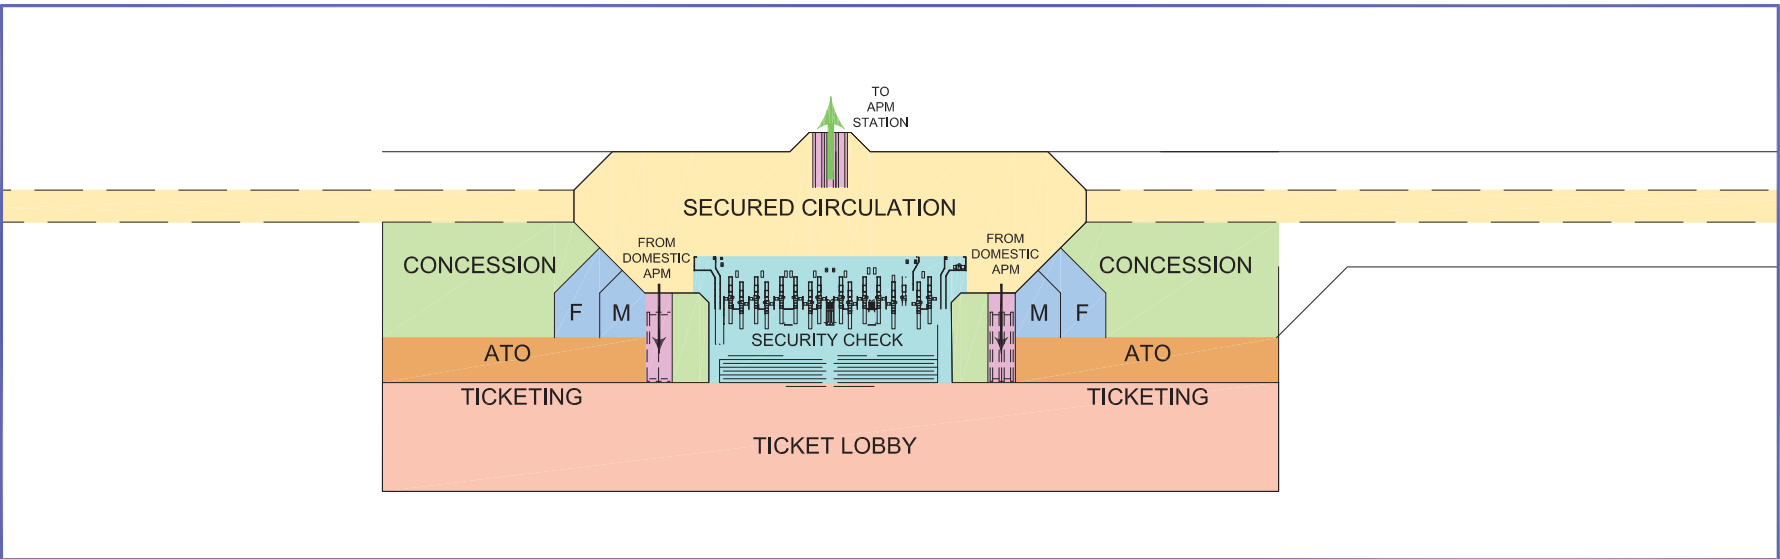 TO
APM
STATION
SECURED CIRCULATION
FROM
DOMESTIC
APM
FROM
DOMESTIC
APM
CONCESSION
CONCESSION
F
M
M
F
SECURITY CHECK
ATO
ATO
TICKETING
TICKETING
TICKET LOBBY